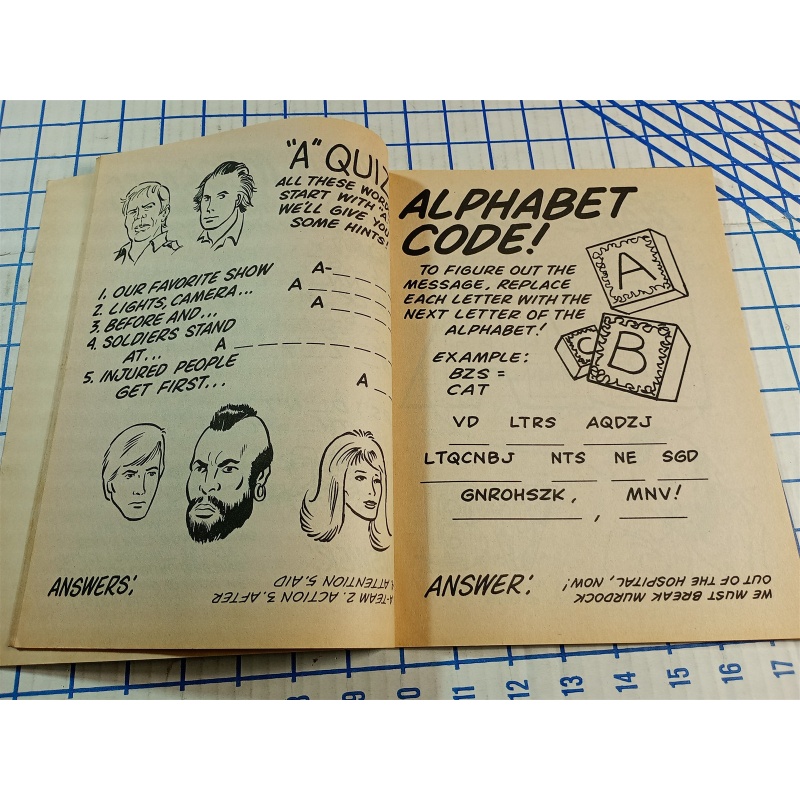 "A" QUIZ
ALL THESE WORDS
START WITH "A"
WE'LL GIVE YOU
SOME HINTS!
1. OUR FAVORITE SHOW A-
2. LIGHTS, CAMERA... A
3. BEFORE AND... A
4. SOLDIERS STAND
AT... A
5. INJURED PEOPLE
GET FIRST... A
ANSWERS:
A-TEAM 2. ACTION 3. AFTER
4. ATTENTION 5. AID
ALPHABET
CODE!
TO FIGURE OUT THE
MESSAGE, REPLACE
EACH LETTER WITH THE
NEXT LETTER OF THE
ALPHABET!
A
C
B
EXAMPLE:
BZS =
CAT
VD LTRS AQDZJ
LTQCNBJ NTS NE SGD
GNROHSZK, MNV!
,
ANSWER:
WE MUST BREAK MURDOCK
OUT OF THE HOSPITAL, NOW!
8 9 10 11 12 13 14 15 16 17